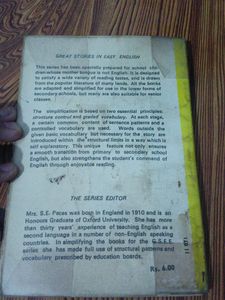 GREAT STORIES IN EASY ENGLISH
This series has been specially prepared for school
whose mother tongue is not English. It is
designed to satisfy a wide variety of reading tastes, and is drawn
from the popular literature of many lands. All the books are
adapted and simplified for use in the lower forms of
secondary schools, but many are also suitable for senior
classes.
The simplification is based on two essential principles:
structure control and graded vocabulary. At each stage,
a certain common, content of sentence patterns and a
controlled vocabulary are used. Words outside the
given basic vocabulary but necessary for the story are
introduced within the structural limits in a way which is
self explanatory. This unique feature not only ensures
a smooth transition from primary to secondary school
English, but also strengthens the student's command of
English through enjoyable reading.
THE SERIES EDITOR
Mrs. S.E. Paces was born in England in 1910 and is an
Honours Graduate of Oxford University. She has more
than thirty years' experience of teaching English as a
second language in a number of non-English speaking
countries. In simplifying the books for the G.S.E.E.
series she has made full use of structural patterns and
vocabulary prescribed by education boards.
Rs. 6.00